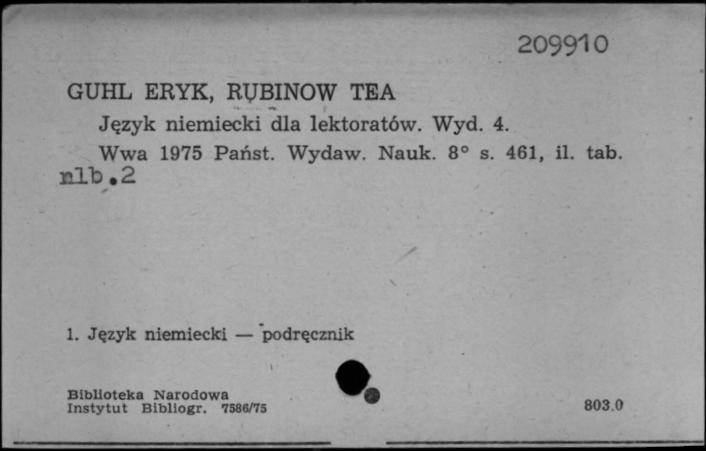 209910
GUHL ERYK, RUBINOW TEA
Język niemiecki dla lektoratów. Wyd. 4.
Wwa 1975 Państ. Wydaw. Nauk. 8° s. 461, il. tab.
nlb.2
1. Język niemiecki — podręcznik
Biblioteka Narodowa
Instytut Bibliogr. 7586/75
803.0